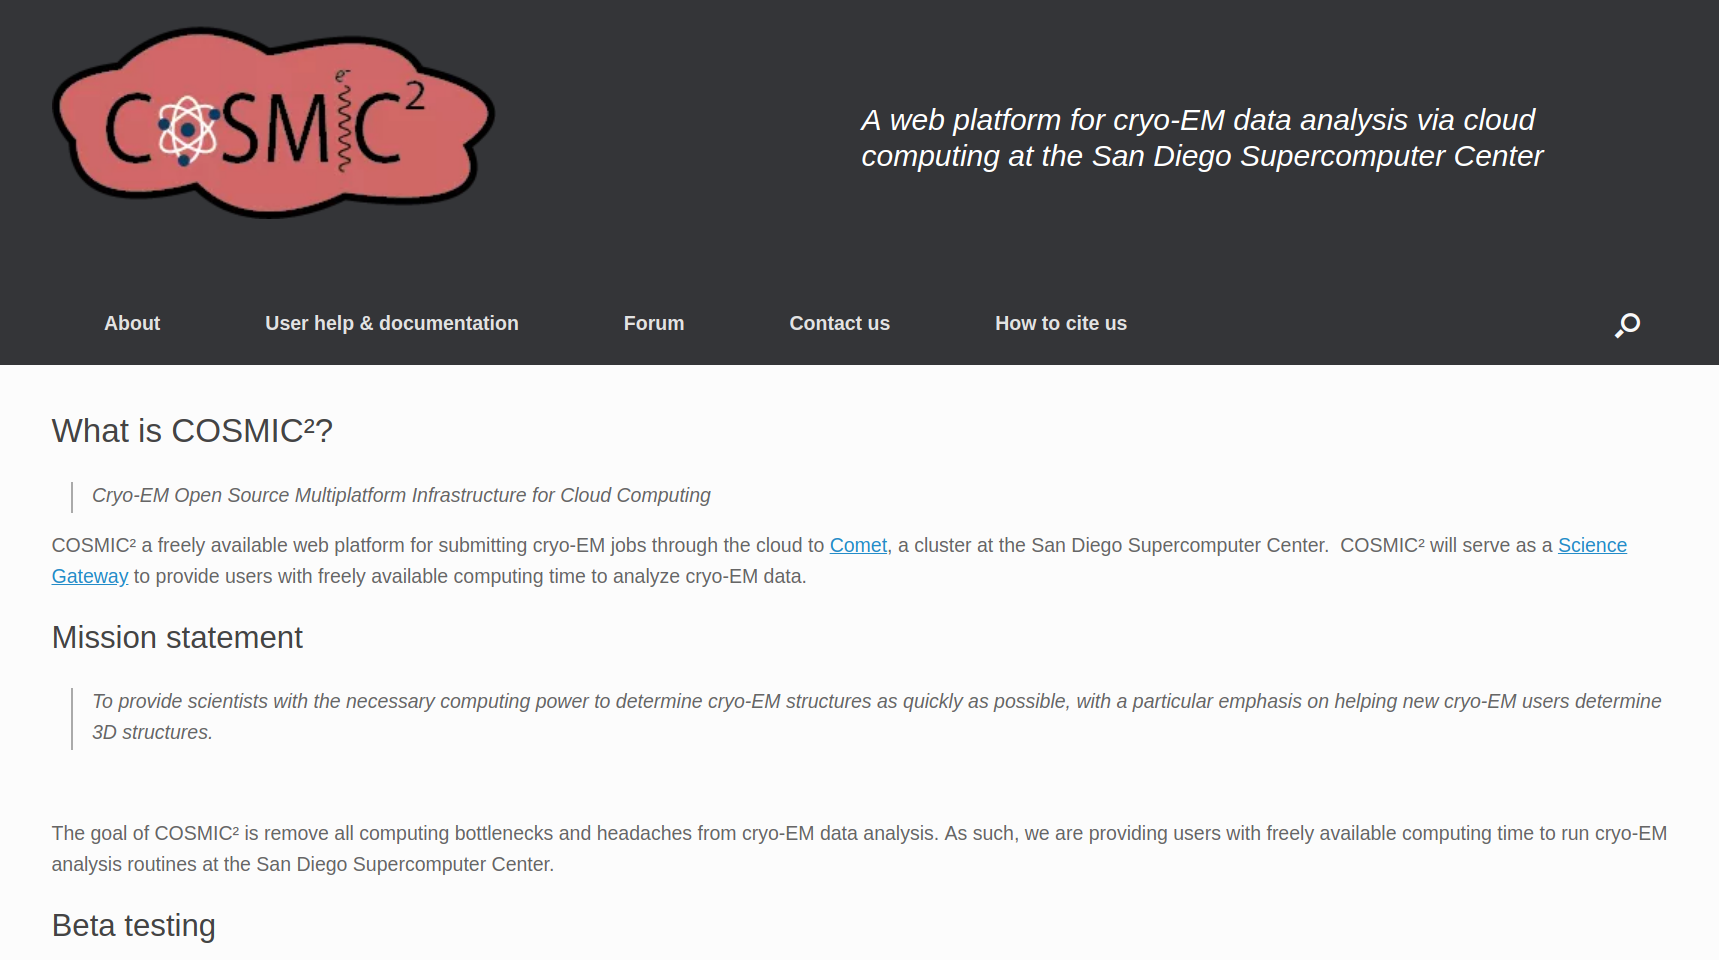 COSMIC²
e-
A web platform for cryo-EM data analysis via cloud
computing at the San Diego Supercomputer Center
About
User help & documentation
Forum
Contact us
How to cite us
What is COSMIC²?
Cryo-EM Open Source Multiplatform Infrastructure for Cloud Computing
COSMIC² a freely available web platform for submitting cryo-EM jobs through the cloud to Comet, a cluster at the San Diego Supercomputer Center.  COSMIC² will serve as a Science
Gateway to provide users with freely available computing time to analyze cryo-EM data.
Mission statement
To provide scientists with the necessary computing power to determine cryo-EM structures as quickly as possible, with a particular emphasis on helping new cryo-EM users determine
3D structures.
The goal of COSMIC² is remove all computing bottlenecks and headaches from cryo-EM data analysis. As such, we are providing users with freely available computing time to run cryo-EM
analysis routines at the San Diego Supercomputer Center.
Beta testing